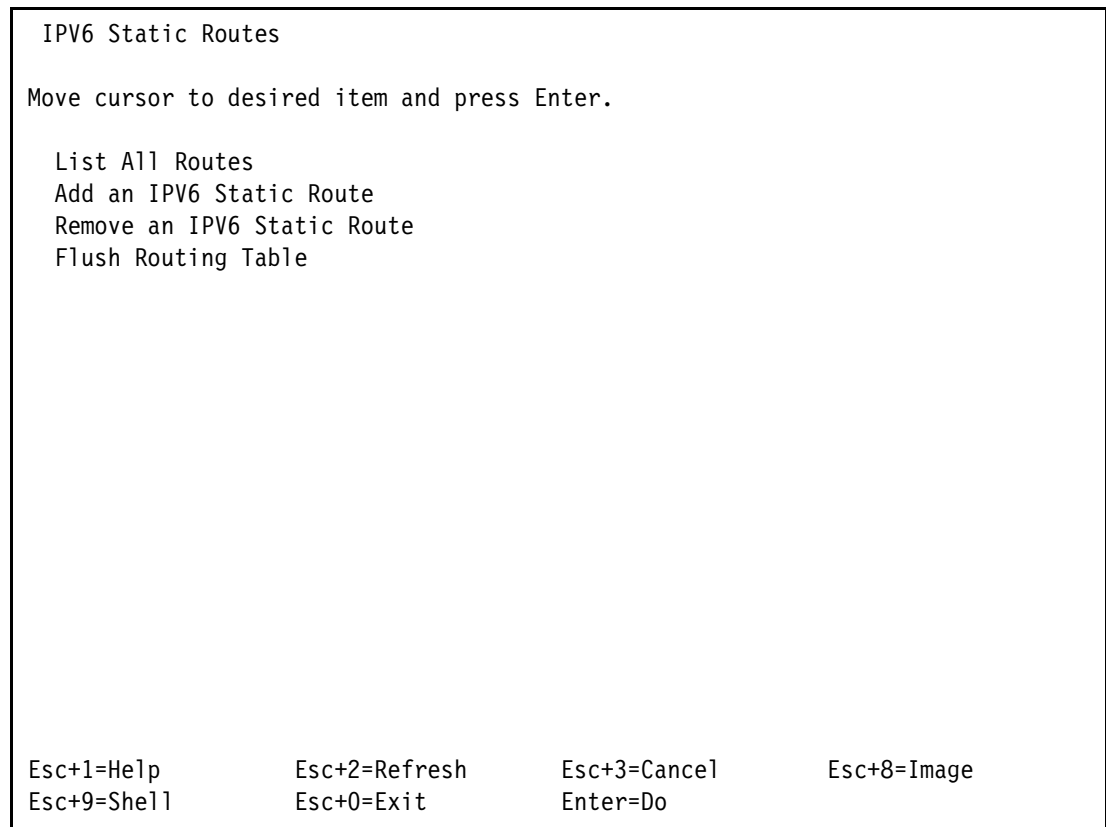 IPV6 Static Routes
Move cursor to desired item and press Enter.
List All Routes
Add an IPV6 Static Route
Remove an IPV6 Static Route
Flush Routing Table
Esc+1=Help Esc+2=Refresh Esc+3=Cancel Esc+8=Image
Esc+9=Shell Esc+0=Exit Enter=Do